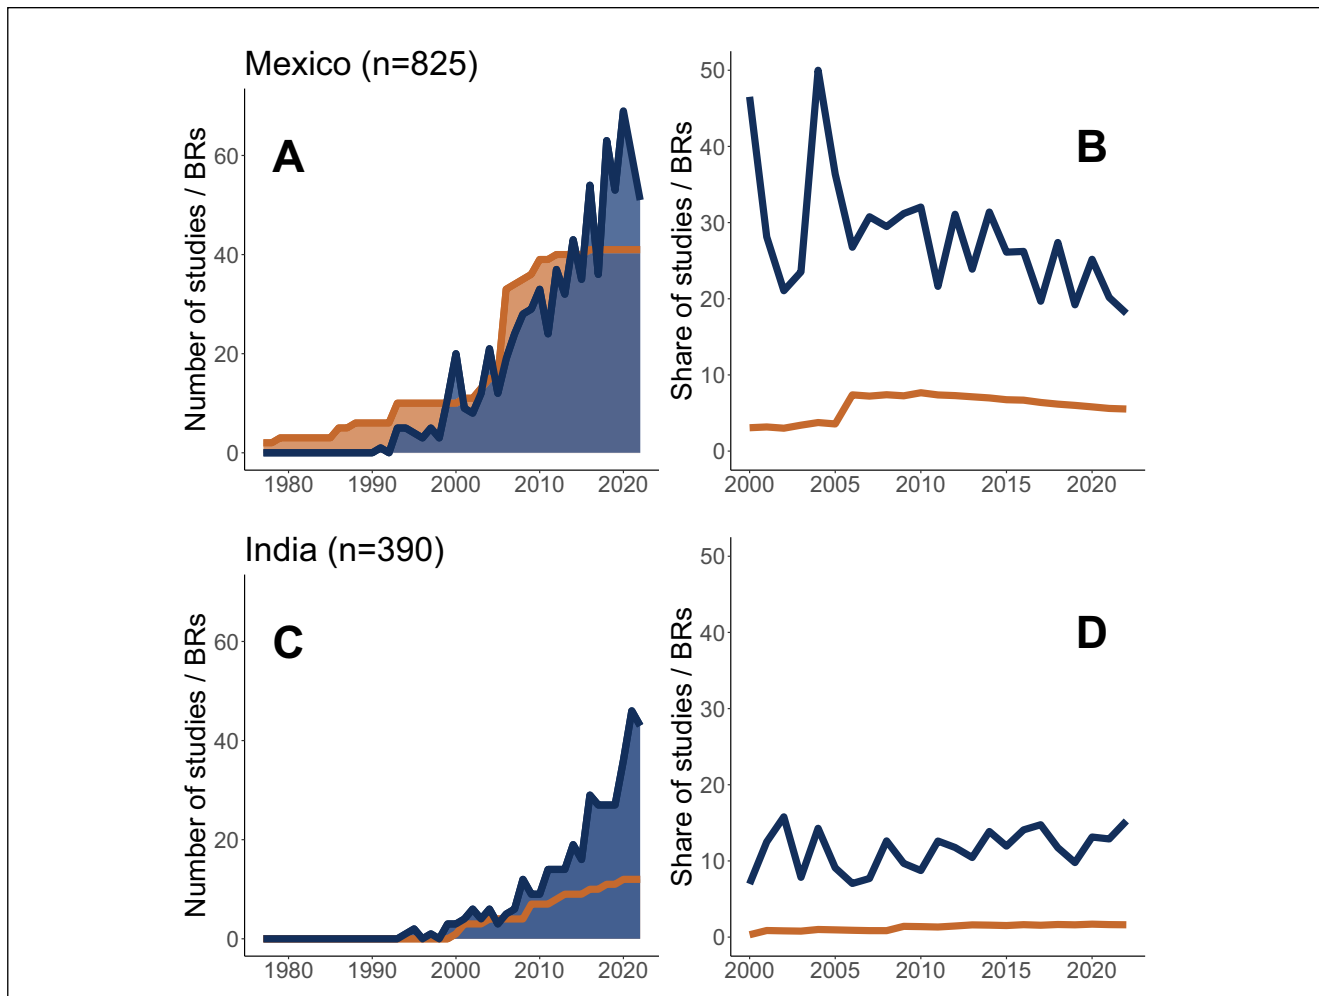 Mexico (n=825)
Number of studies / BRs
A
60
40
20
0
1980 1990 2000 2010 2020
Share of studies / BRs
B
50
40
30
20
10
0
2000 2005 2010 2015 2020
India (n=390)
Number of studies / BRs
C
60
40
20
0
1980 1990 2000 2010 2020
Share of studies / BRs
D
50
40
30
20
10
0
2000 2005 2010 2015 2020